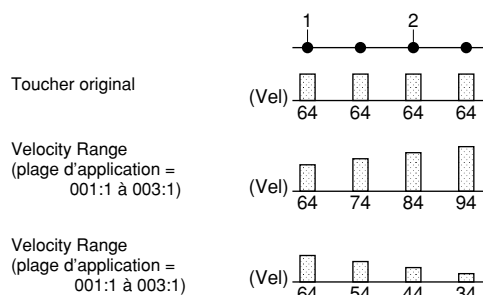 1 2
Toucher original
(Vel)
64 64 64 64
Velocity Range
(plage d'application =
001:1 à 003:1)
(Vel)
64 74 84 94
Velocity Range
(plage d'application =
001:1 à 003:1)
(Vel)
64 54 44 34